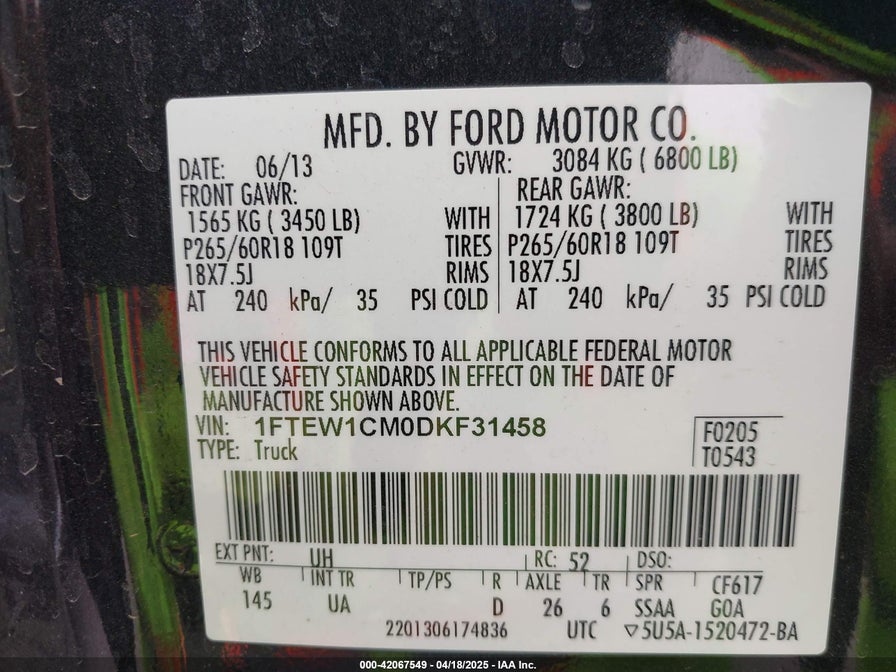 MFD. BY FORD MOTOR CO.
DATE: 06/13 GVWR: 3084 KG ( 6800 LB)
FRONT GAWR: REAR GAWR:
1565 KG ( 3450 LB) WITH 1724 KG ( 3800 LB) WITH
P265/60R18 109T TIRES P265/60R18 109T TIRES
18X7.5J RIMS 18X7.5J RIMS
AT 240 kPa/ 35 PSI COLD AT 240 kPa/ 35 PSI COLD
THIS VEHICLE CONFORMS TO ALL APPLICABLE FEDERAL MOTOR
VEHICLE SAFETY STANDARDS IN EFFECT ON THE DATE OF
MANUFACTURE SHOWN ABOVE.
VIN: 1FTEW1CM0DKF31458 F0205
TYPE: Truck T0543
EXT PNT: UH RC: 52 DSO:
WB INT TR TP/PS R AXLE TR SPR CF617
145 UA D 26 6 SSAA GOA
2201306174836 UTC ▽5U5A-1520472-BA
000-42067549 — 04/18/2025 - IAA Inc.